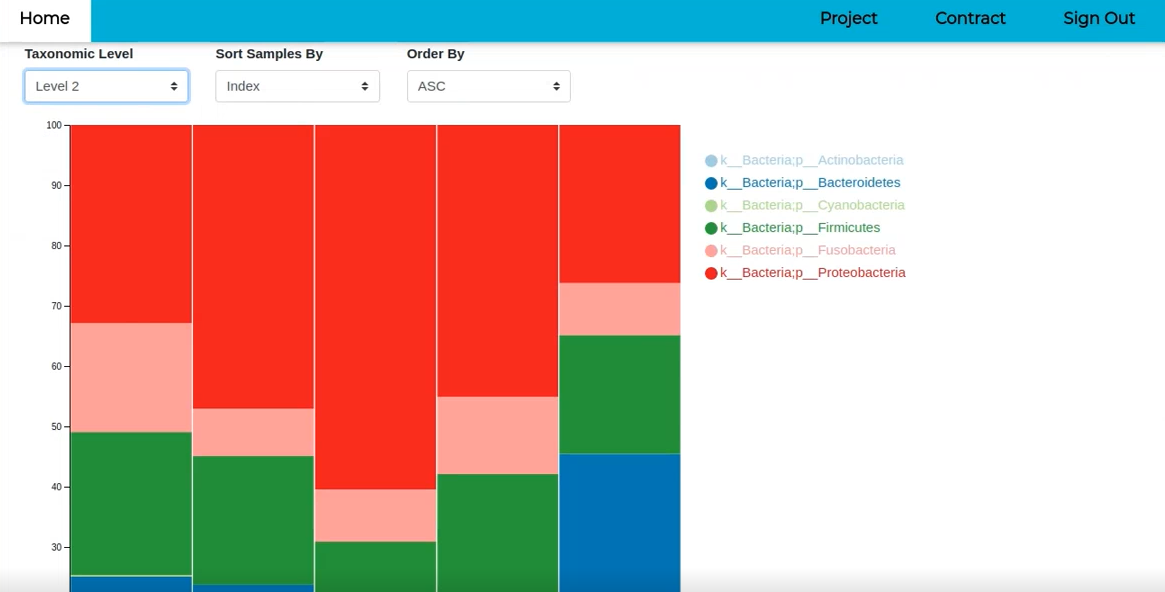 Home Project Contract Sign Out
Taxonomic Level Sort Samples By Order By
Level 2 Index ASC
100
90
80
70
60
50
40
30
k__Bacteria;p__Actinobacteria
k__Bacteria;p__Bacteroidetes
k__Bacteria;p__Cyanobacteria
k__Bacteria;p__Firmicutes
k__Bacteria;p__Fusobacteria
k__Bacteria;p__Proteobacteria